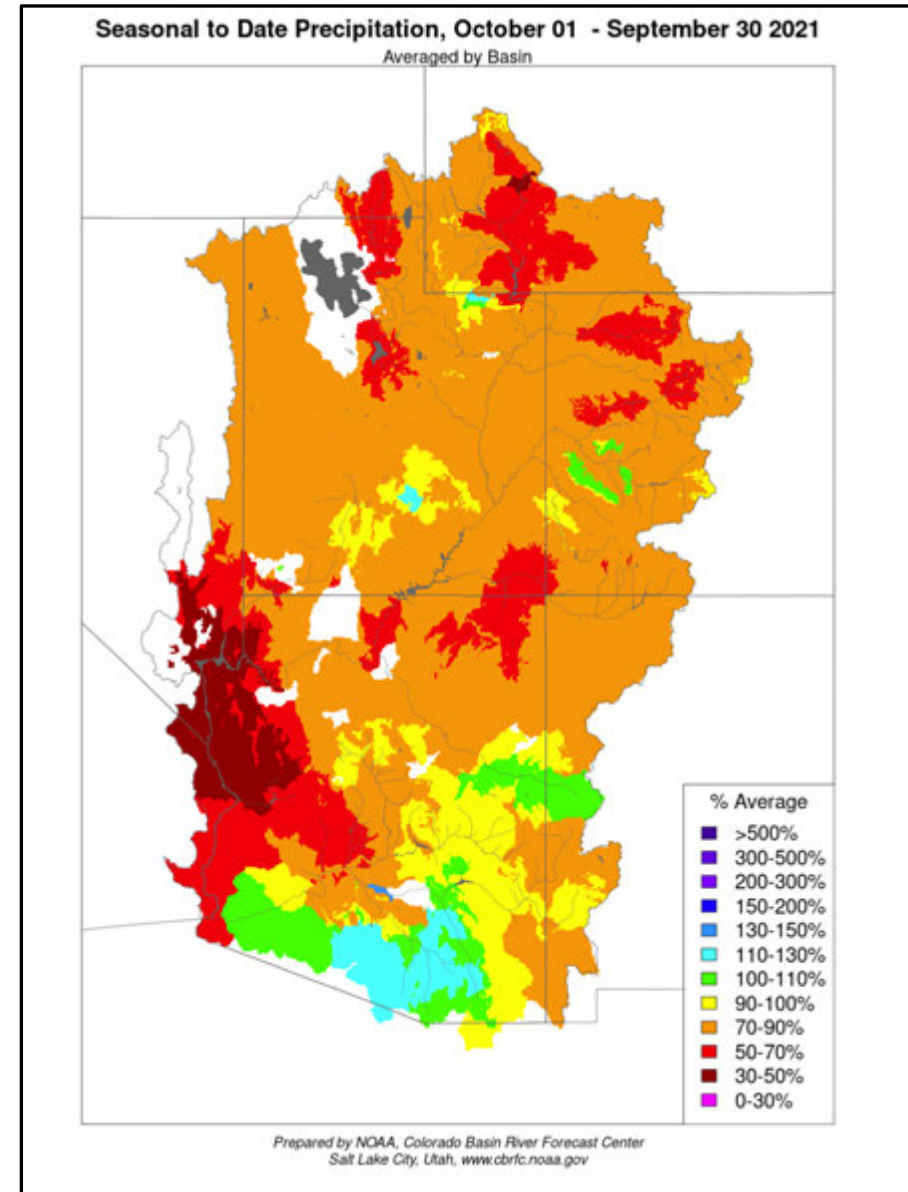 Seasonal to Date Precipitation, October 01 - September 30 2021
Averaged by Basin
% Average
>500%
300-500%
200-300%
150-200%
130-150%
110-130%
100-110%
90-100%
70-90%
50-70%
30-50%
0-30%
Prepared by NOAA, Colorado Basin River Forecast Center
Salt Lake City, Utah, www.cbrfc.noaa.gov